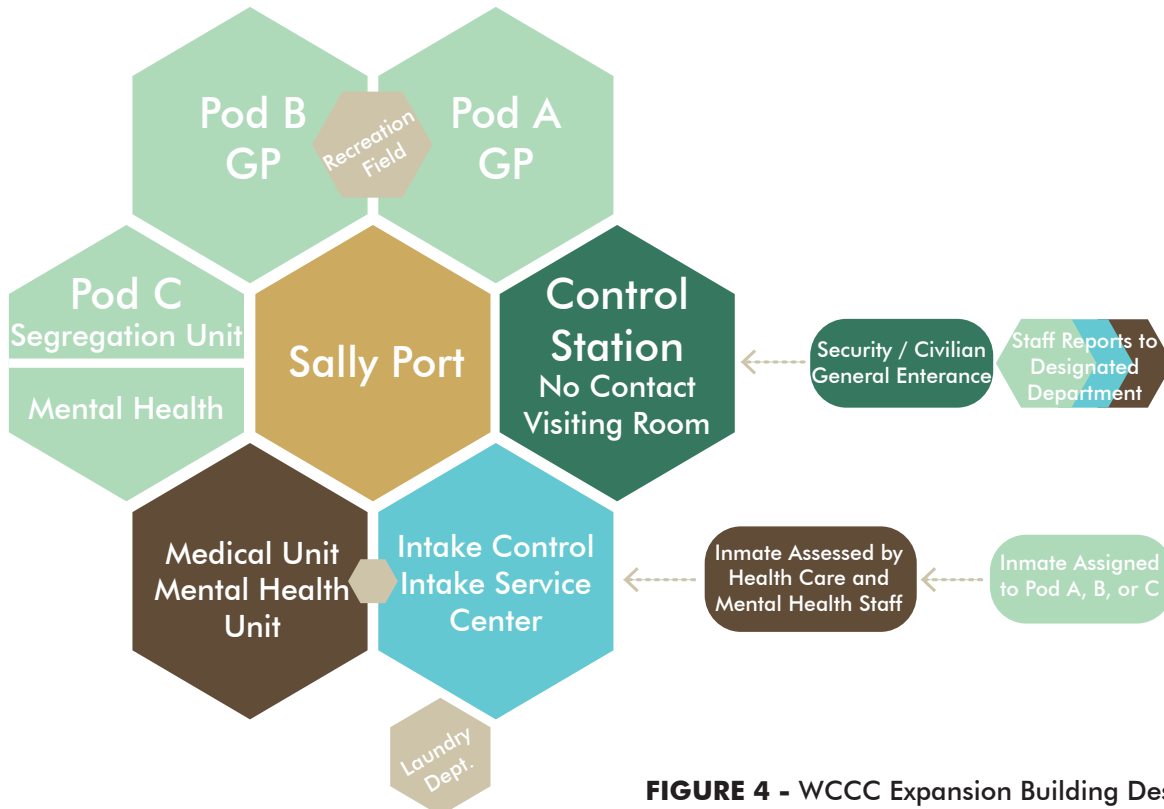 Pod B
GP
Pod A
GP
Recreation
Field
Pod C
Segregation Unit
Mental Health
Sally Port
Control
Station
No Contact
Visiting Room
Security / Civilian
General Enterance
Staff Reports to
Designated
Department
Medical Unit
Mental Health
Unit
Intake Control
Intake Service
Center
Inmate Assessed by
Health Care and
Mental Health Staff
Inmate Assigned
to Pod A, B, or C
Laundry
Dept.
FIGURE 4 - WCCC Expansion Building Des